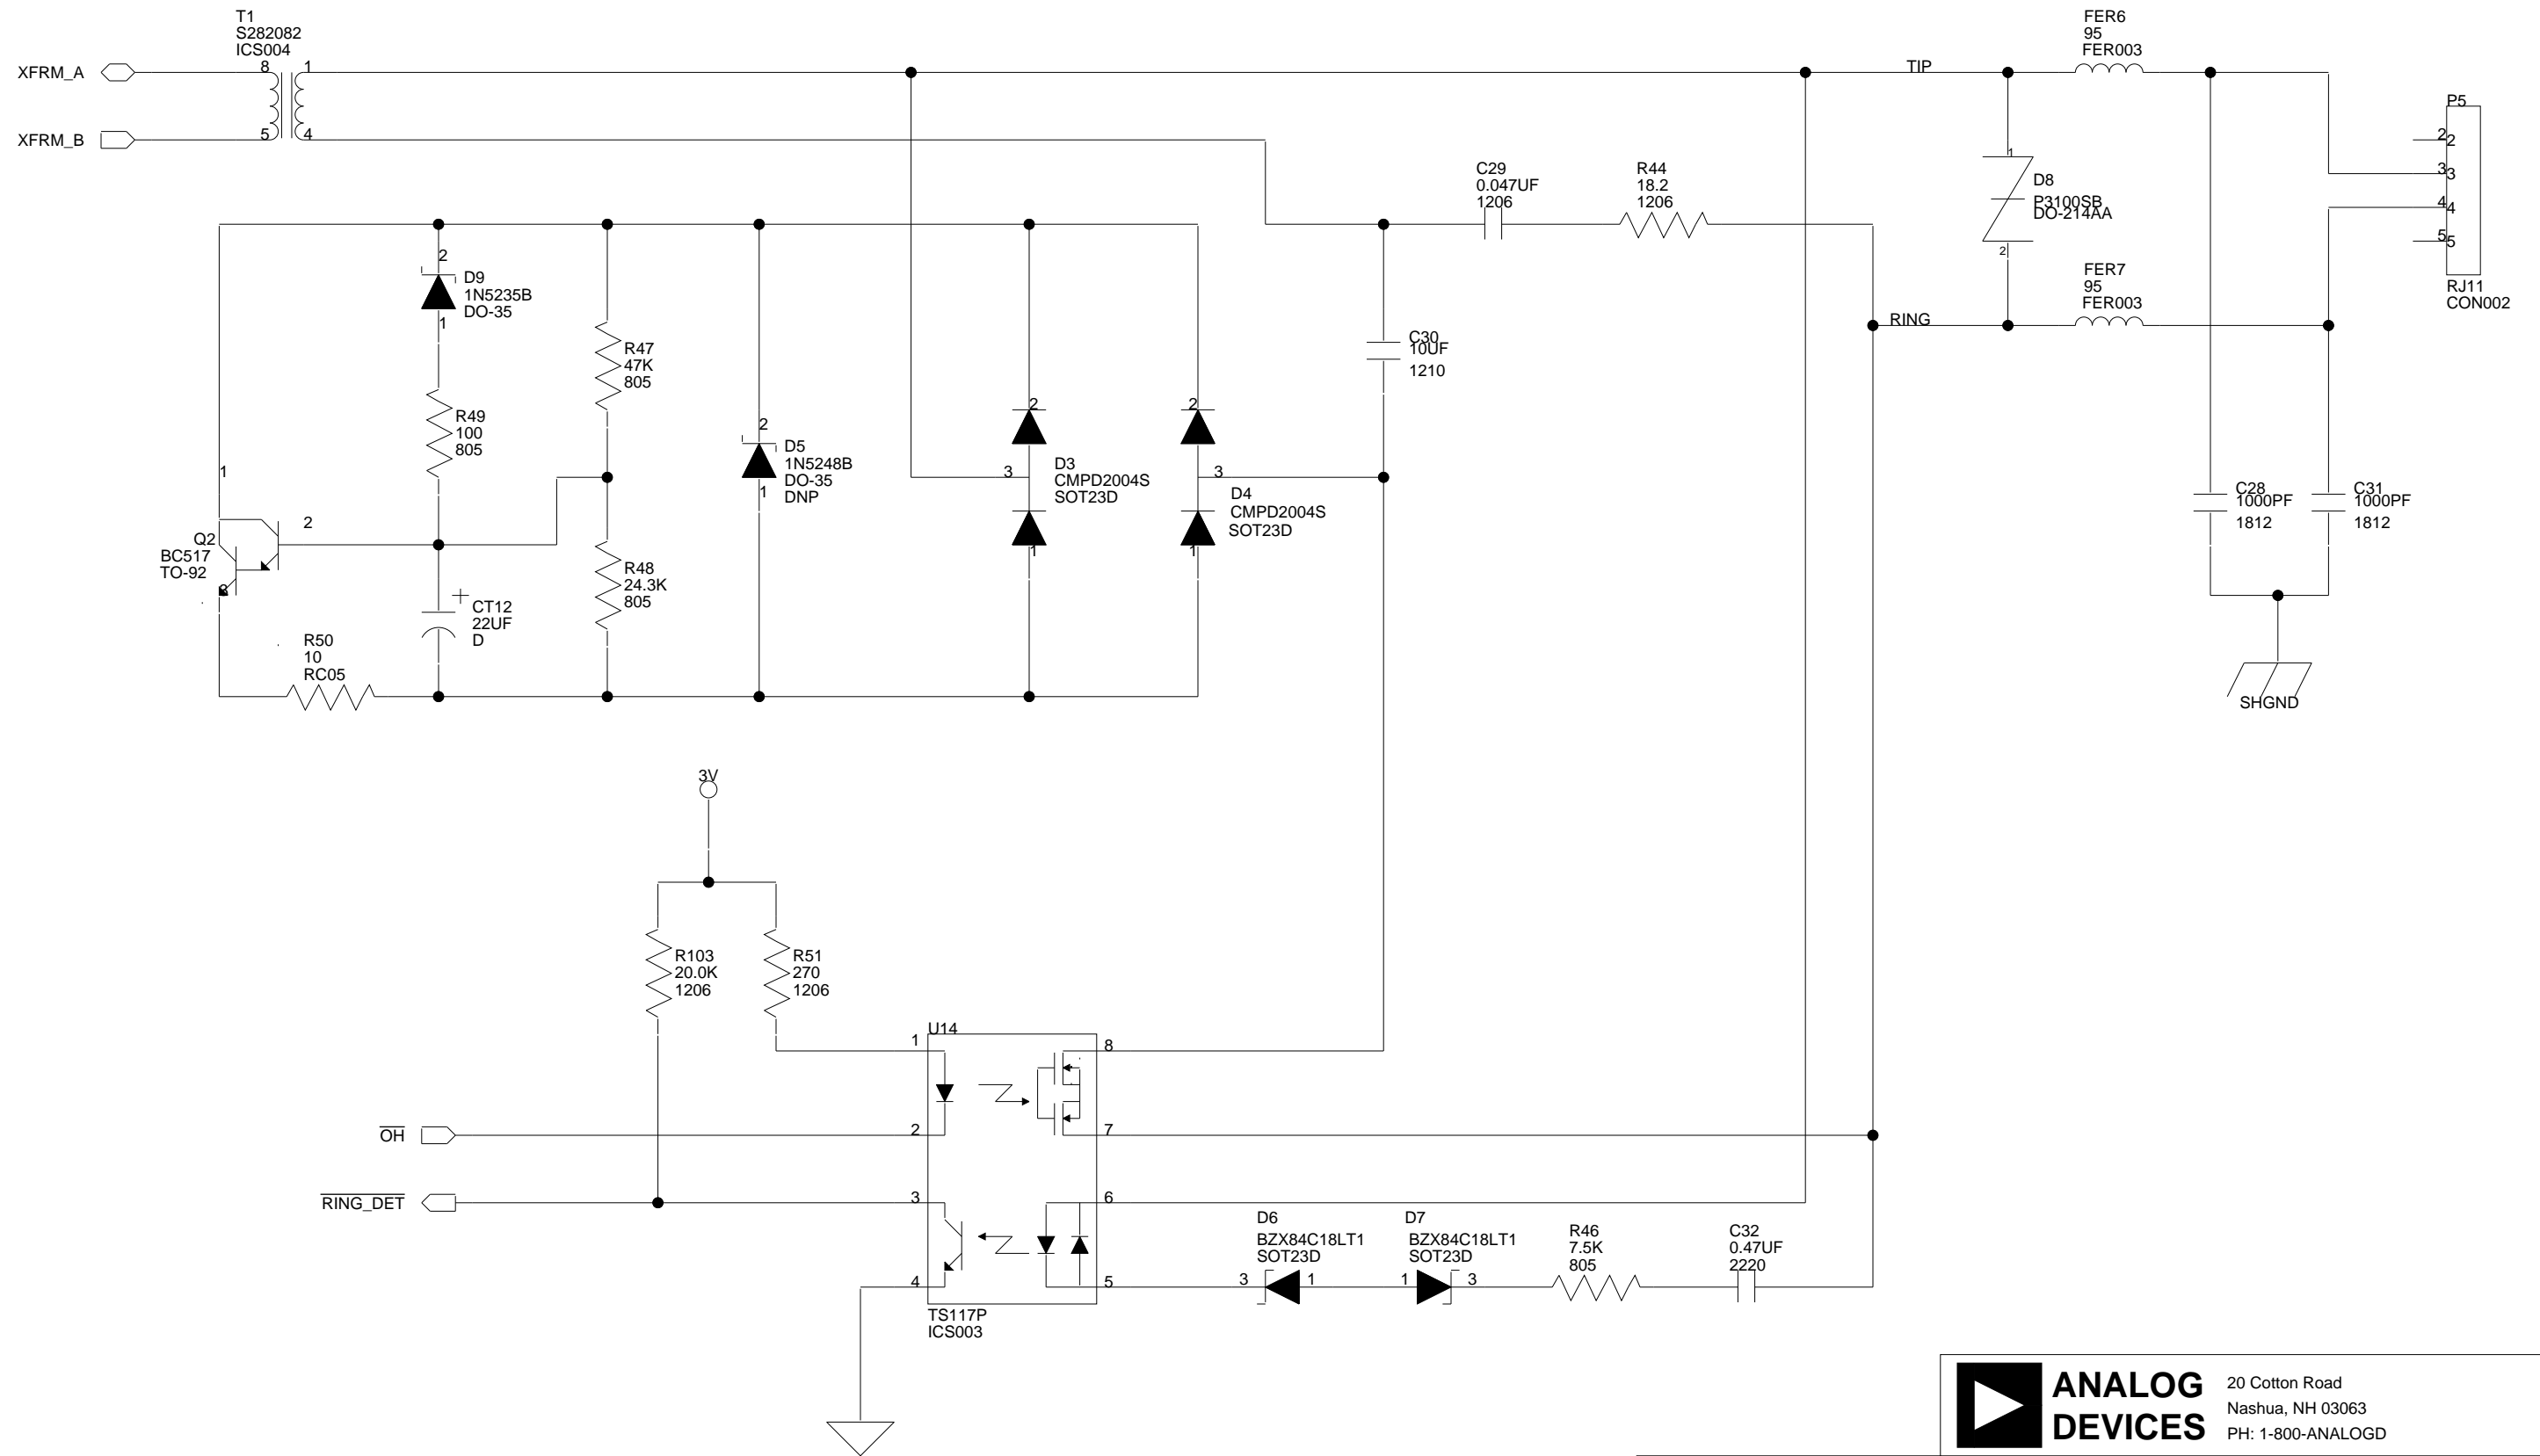 T1
S282082
ICS004
XFRM_A
8
1
XFRM_B
5
4
TIP
FER6
95
FER003
P5
2
2
3
3
4
4
5
5
RJ11
CON002
C29
0.047UF
1206
R44
18.2
1206
1
D8
P3100SB
DO-214AA
2
RING
FER7
95
FER003
2
D9
1N5235B
DO-35
1
R47
47K
805
C30
10UF
1210
R49
100
805
2
D5
1N5248B
DO-35
DNP
1
2
3
D3
CMPD2004S
SOT23D
1
2
3
D4
CMPD2004S
SOT23D
1
C28
1000PF
1812
C31
1000PF
1812
SHGND
1
2
Q2
BC517
TO-92
3
CT12
22UF
D
R48
24.3K
805
R50
10
RC05
3V
R103
20.0K
1206
R51
270
1206
U14
1
8
OH
2
7
RING_DET
3
6
4
5
TS117P
ICS003
D6
BZX84C18LT1
SOT23D
3
1
D7
BZX84C18LT1
SOT23D
1
3
R46
7.5K
805
C32
0.47UF
2220
ANALOG
DEVICES
20 Cotton Road
Nashua, NH 03063
PH: 1-800-ANALOGD